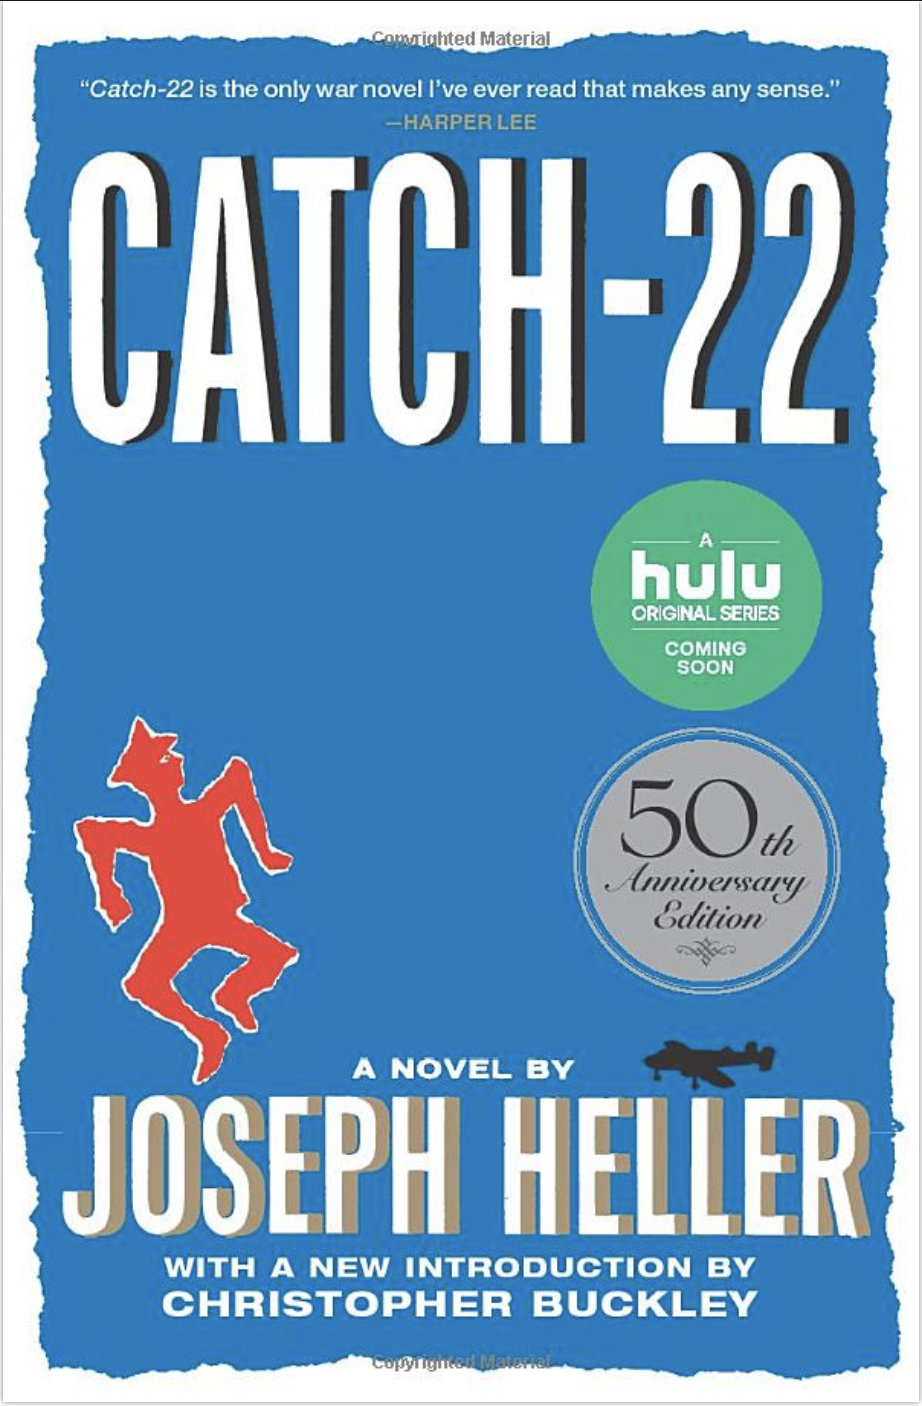 Copyrighted Material
“Catch-22 is the only war novel I’ve ever read that makes any sense.”
—HARPER LEE
CATCH-22
A
hulu
ORIGINAL SERIES
COMING
SOON
50th
Anniversary
Edition
A NOVEL BY
JOSEPH HELLER
WITH A NEW INTRODUCTION BY
CHRISTOPHER BUCKLEY
Copyrighted Material